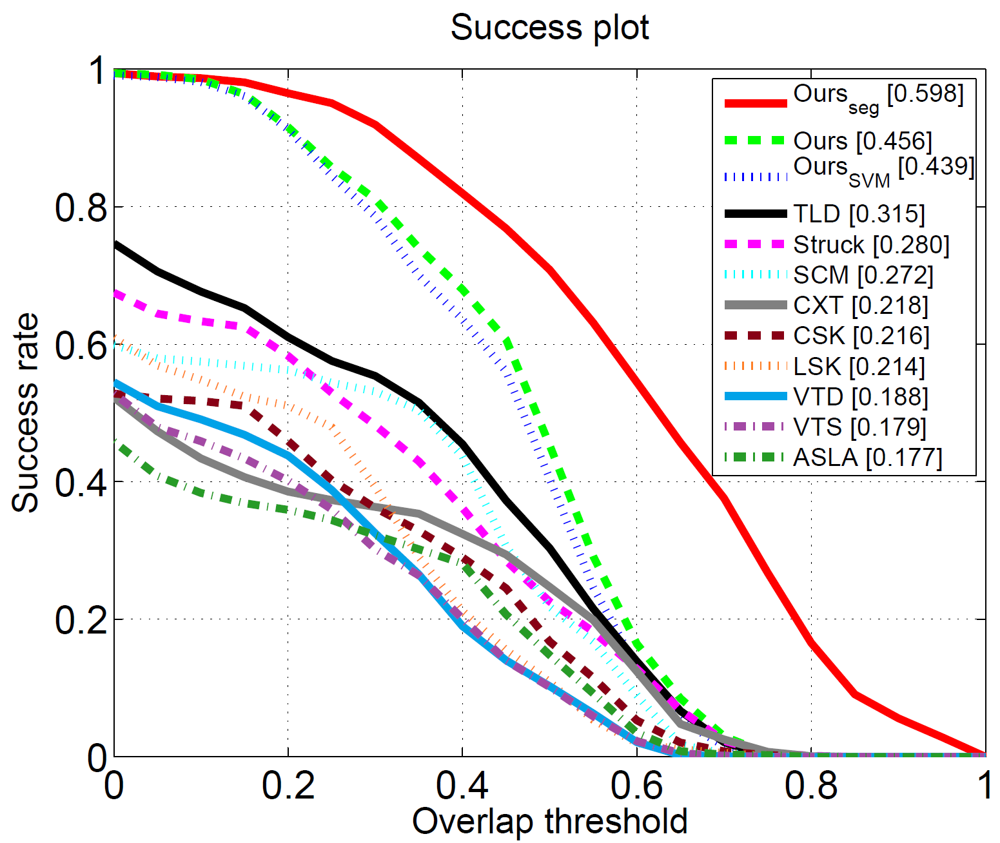 Success plot
Success rate
1
0.8
0.6
0.4
0.2
0
0
0.2
0.4
0.6
0.8
1
Overlap threshold
Ours_seg [0.598]
Ours [0.456]
Ours_SVM [0.439]
TLD [0.315]
Struck [0.280]
SCM [0.272]
CXT [0.218]
CSK [0.216]
LSK [0.214]
VTD [0.188]
VTS [0.179]
ASLA [0.177]